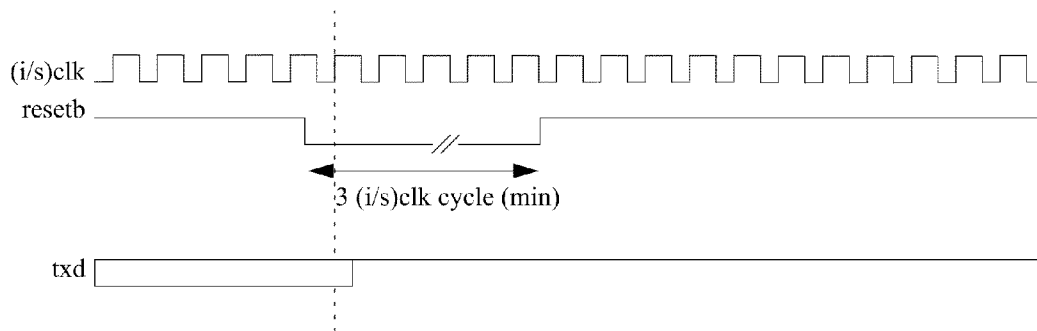 (i/s)clk
resetb
3 (i/s)clk cycle (min)
txd